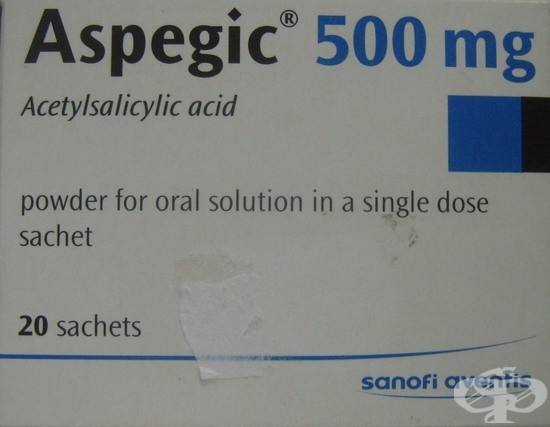 Aspegic® 500 mg
Acetylsalicylic acid
powder for oral solution in a single dose
sachet
20 sachets
sanofi aventis